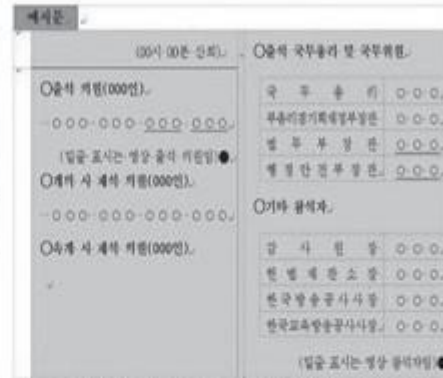 예시문
(00시 00분 산회)
○출석 의원(000인)
○○○ ○○○ ○○○ ○○○
(밑줄 표시는 영상 출석 의원임)●
○개의 시 재석 의원(000인)
○○○ ○○○ ○○○ ○○○
○속개 시 재석 의원(000인)
○출석 국무총리 및 국무위원
국 무 총 리 ○○○
부총리겸기획재정부장관 ○○○
법 무 부 장 관 ○○○
행 정 안 전 부 장 관 ○○○
○기타 참석자
감 사 원 장 ○○○
헌 법 재 판 소 장 ○○○
한 국 방 송 공 사 사 장 ○○○
한국교육방송공사사장 ○○○
(밑줄 표시는 영상 참석자임)●